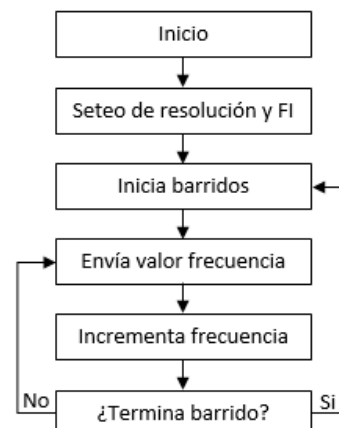 Inicio
Seteo de resolución y FI
Inicia barridos
Envía valor frecuencia
Incrementa frecuencia
No
¿Termina barrido?
Si